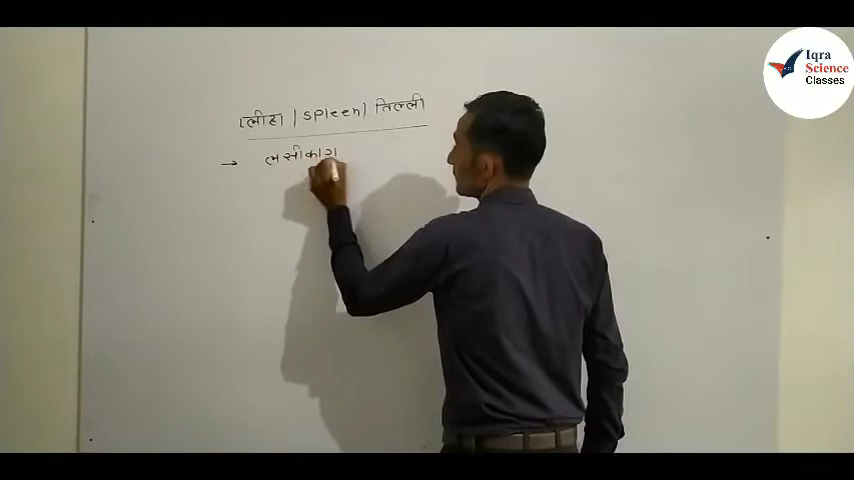 प्लीहा / Spleen / तिल्ली
→ लसीकाग
Iqra
Science
Classes